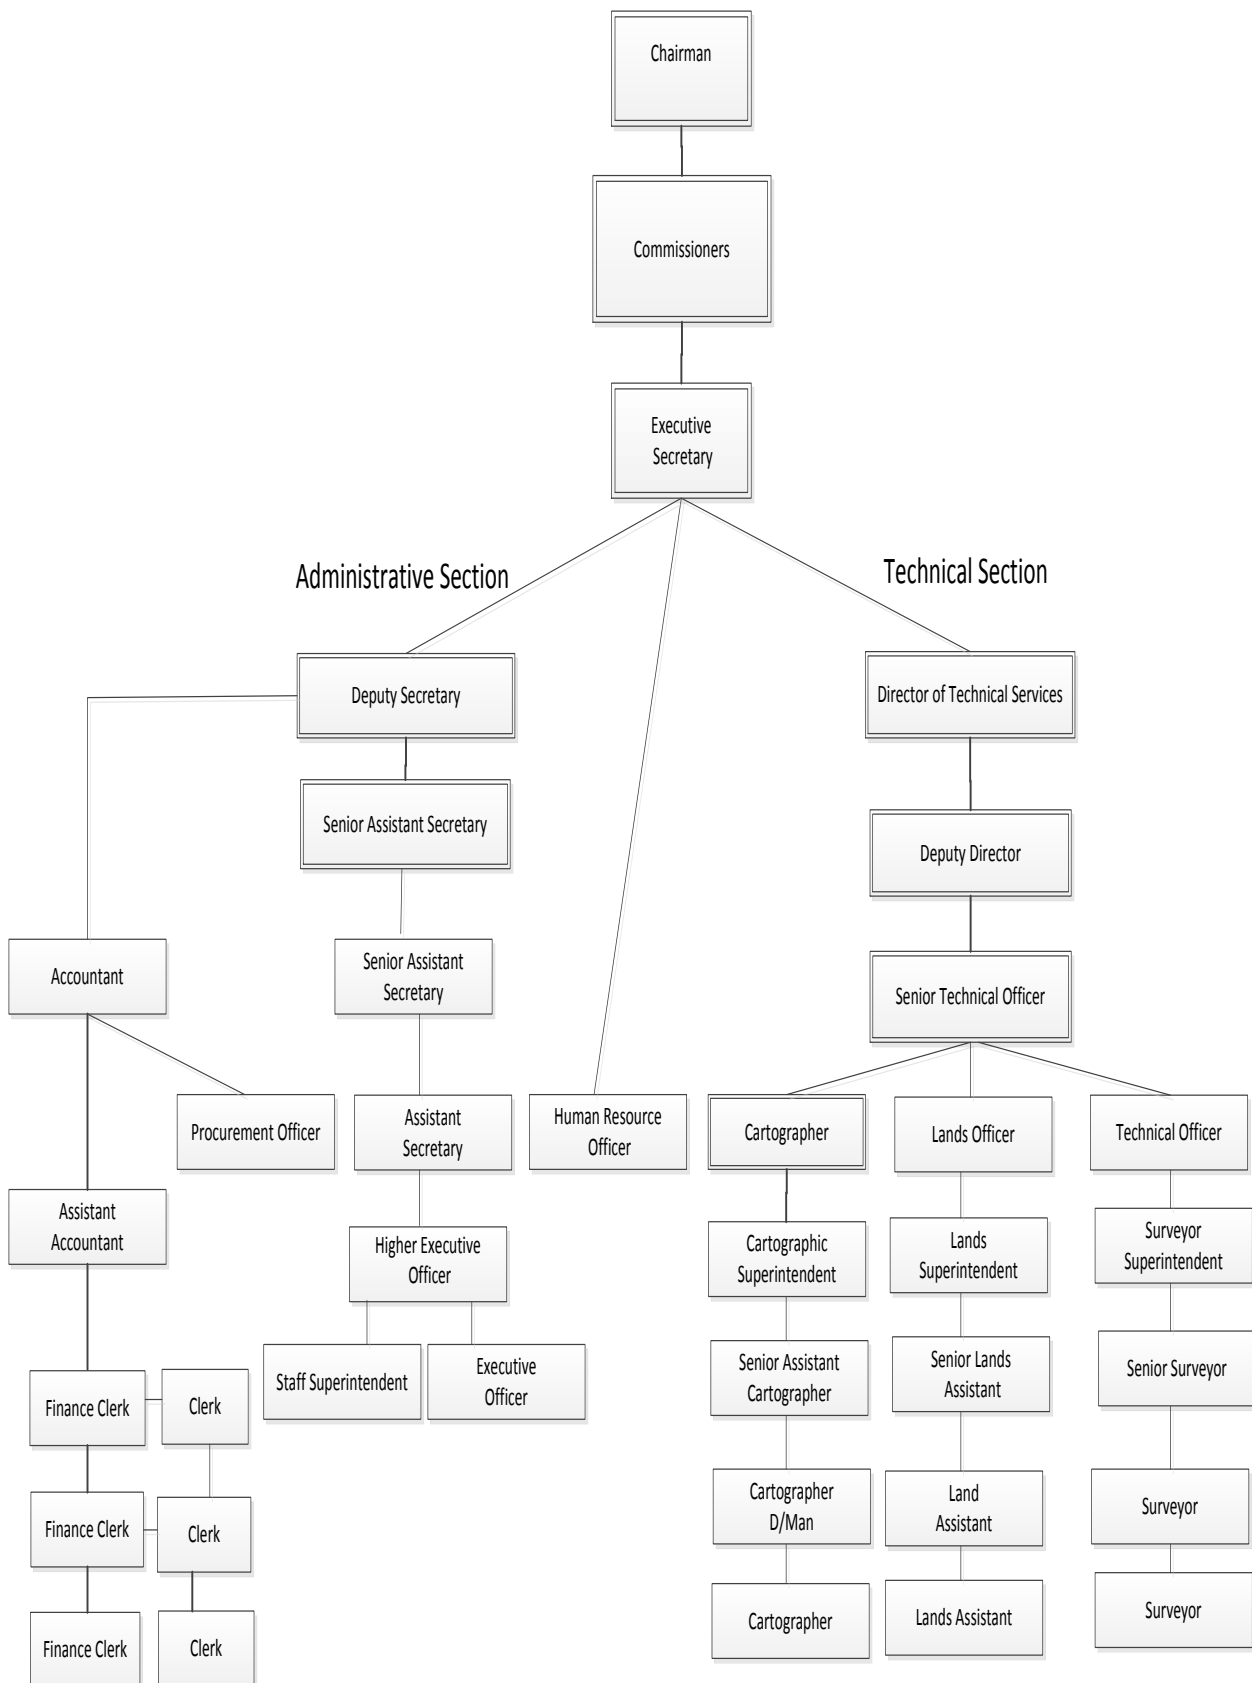 Chairman
Commissioners
Executive
Secretary
Administrative Section
Technical Section
Deputy Secretary
Director of Technical Services
Senior Assistant Secretary
Deputy Director
Accountant
Senior Assistant
Secretary
Senior Technical Officer
Procurement Officer
Assistant
Secretary
Human Resource
Officer
Cartographer
Lands Officer
Technical Officer
Assistant
Accountant
Higher Executive
Officer
Cartographic
Superintendent
Lands
Superintendent
Surveyor
Superintendent
Staff Superintendent
Executive
Officer
Senior Assistant
Cartographer
Senior Lands
Assistant
Senior Surveyor
Finance Clerk
Clerk
Finance Clerk
Clerk
Cartographer
D/Man
Land
Assistant
Surveyor
Finance Clerk
Clerk
Cartographer
Lands Assistant
Surveyor